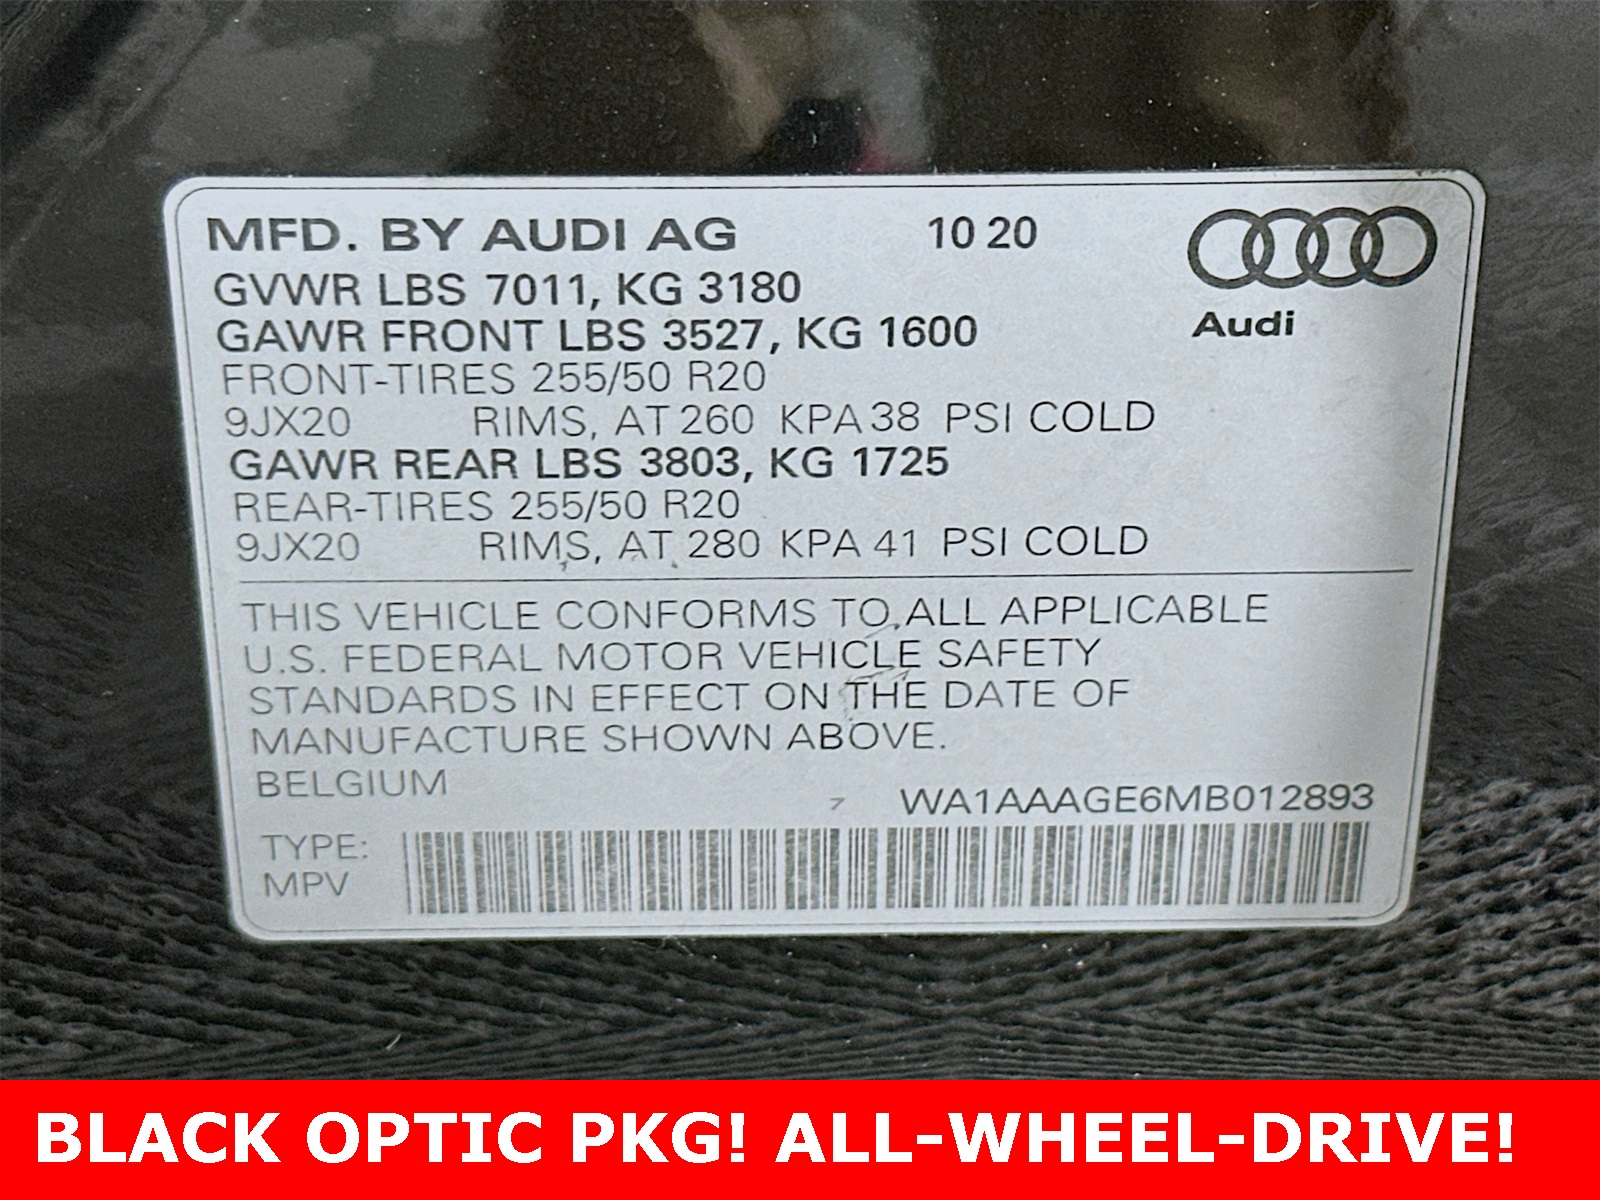 MFD. BY AUDI AG 10 20
GVWR LBS 7011, KG 3180
GAWR FRONT LBS 3527, KG 1600
Audi
FRONT-TIRES 255/50 R20
9JX20 RIMS, AT 260 KPA 38 PSI COLD
GAWR REAR LBS 3803, KG 1725
REAR-TIRES 255/50 R20
9JX20 RIMS, AT 280 KPA 41 PSI COLD
THIS VEHICLE CONFORMS TO ALL APPLICABLE
U.S. FEDERAL MOTOR VEHICLE SAFETY
STANDARDS IN EFFECT ON THE DATE OF
MANUFACTURE SHOWN ABOVE.
BELGIUM
7 WA1AAAGE6MB012893
TYPE:
MPV
BLACK OPTIC PKG! ALL-WHEEL-DRIVE!